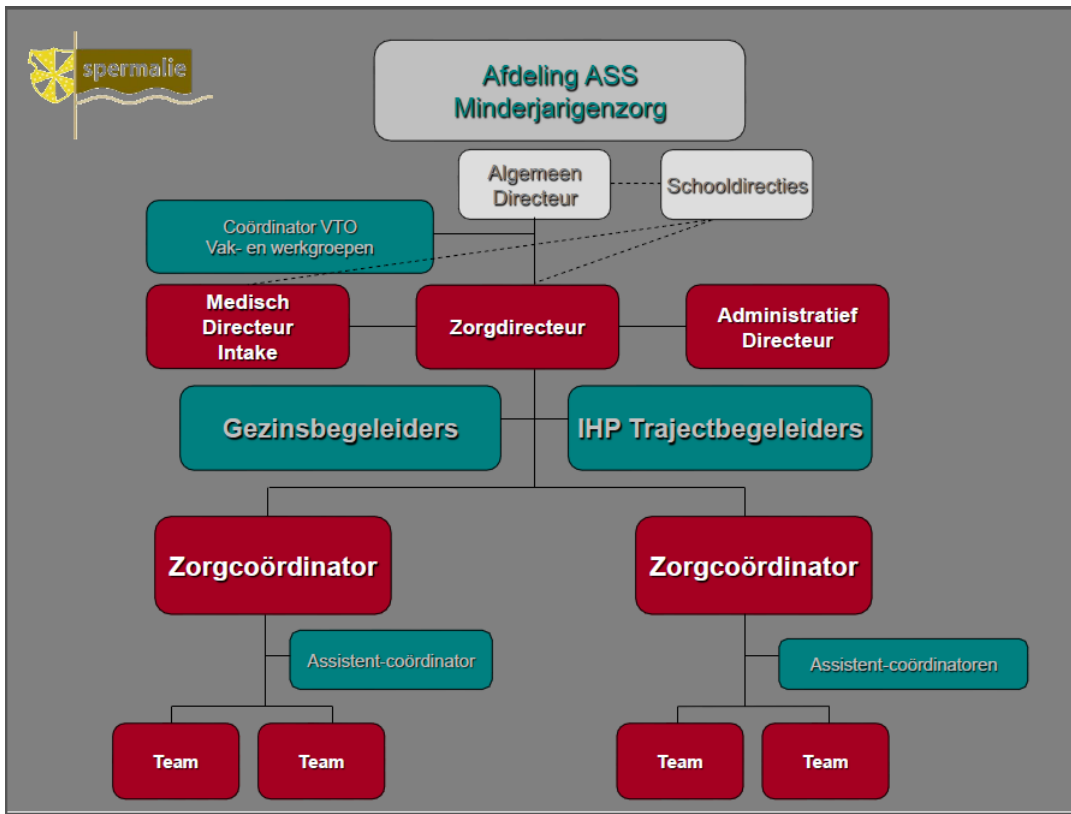 spermalie
Afdeling ASS
Minderjarigenzorg
Algemeen
Directeur
Schooldirecties
Coördinator VTO
Vak- en werkgroepen
Medisch
Directeur
Intake
Zorgdirecteur
Administratief
Directeur
Gezinsbegeleiders
IHP Trajectbegeleiders
Zorgcoördinator
Zorgcoördinator
Assistent-coördinator
Assistent-coördinatoren
Team
Team
Team
Team